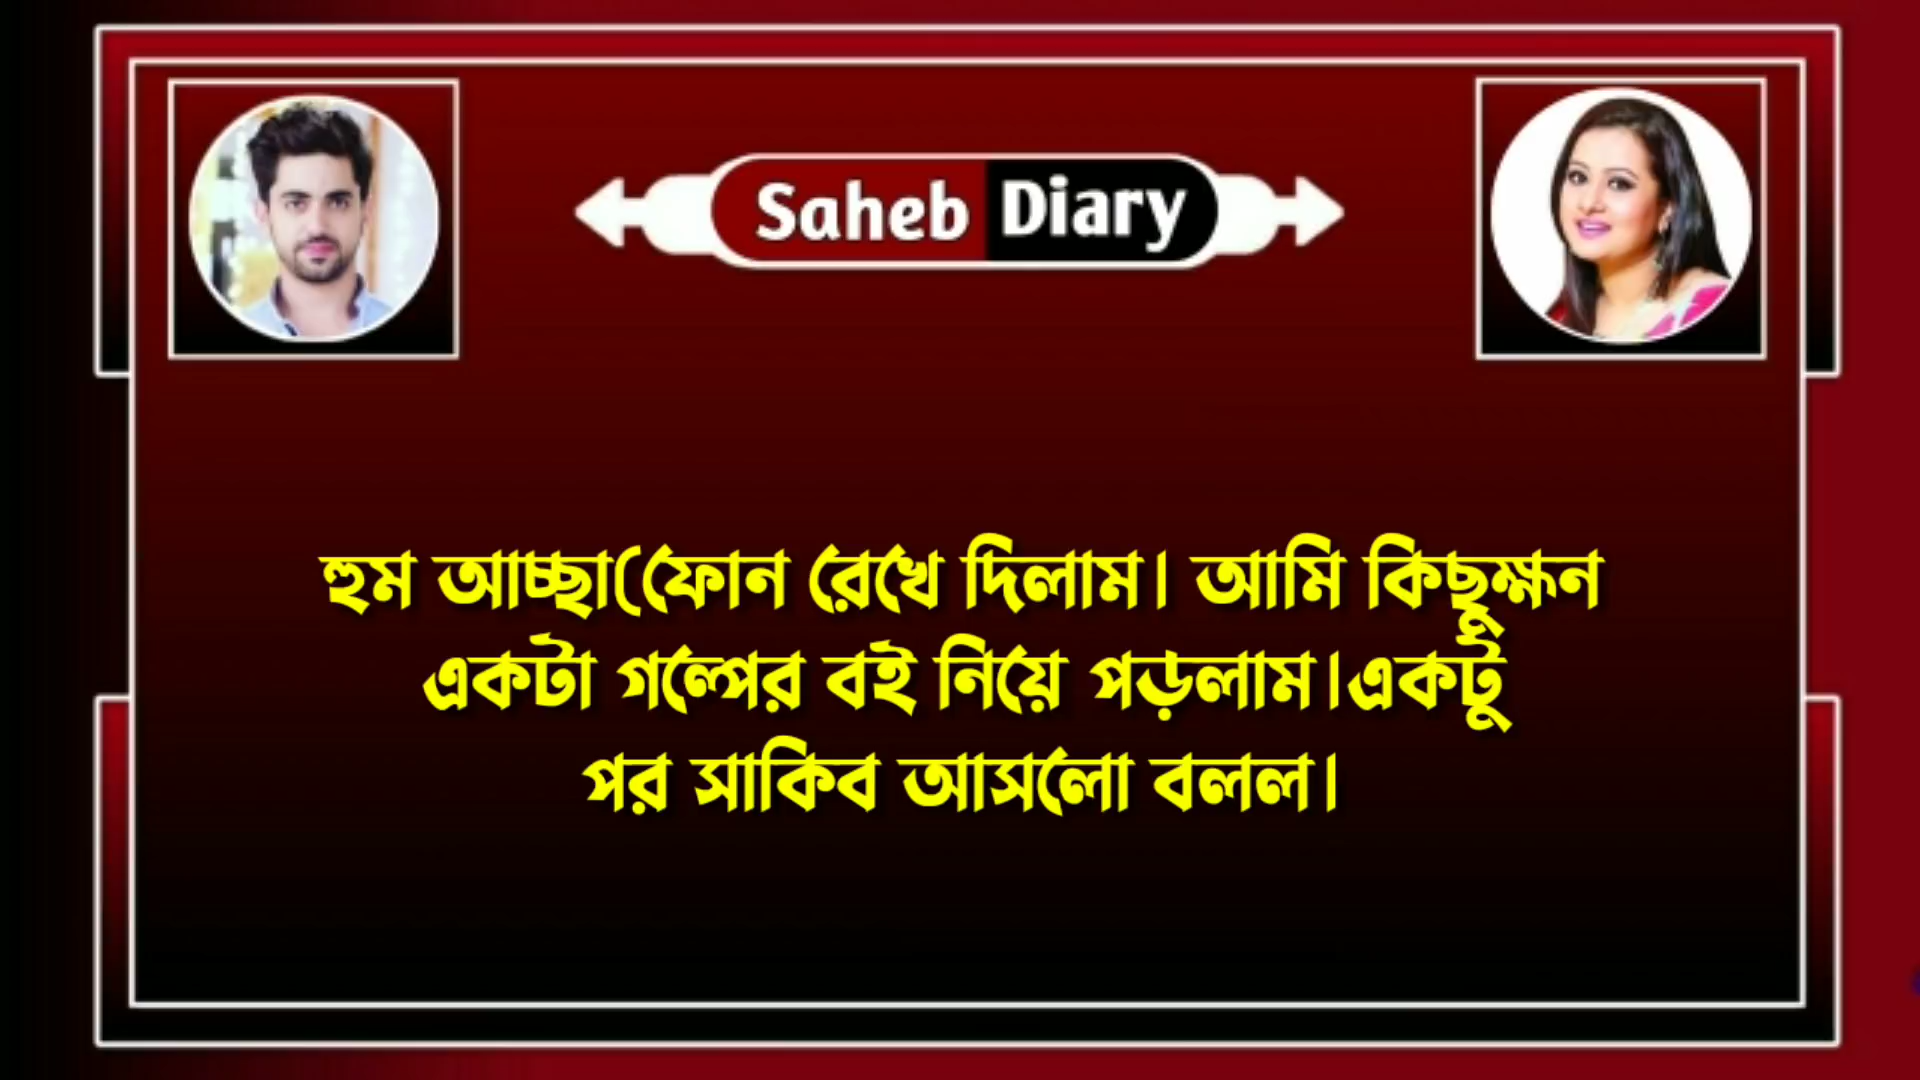 Saheb Diary
হুম আচ্ছা(ফোন রেখে দিলাম। আমি কিছুক্ষন
একটা গল্পের বই নিয়ে পড়লাম।একটু
পর সাকিব আসলো বলল।